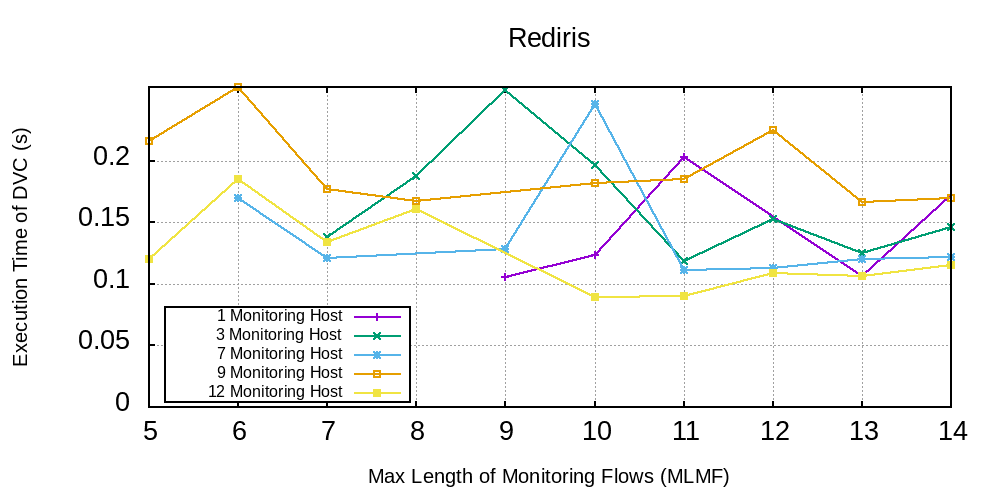 Rediris
Execution Time of DVC (s)
0.2
0.15
0.1
0.05
0
1 Monitoring Host
3 Monitoring Host
7 Monitoring Host
9 Monitoring Host
12 Monitoring Host
5 6 7 8 9 10 11 12 13 14
Max Length of Monitoring Flows (MLMF)